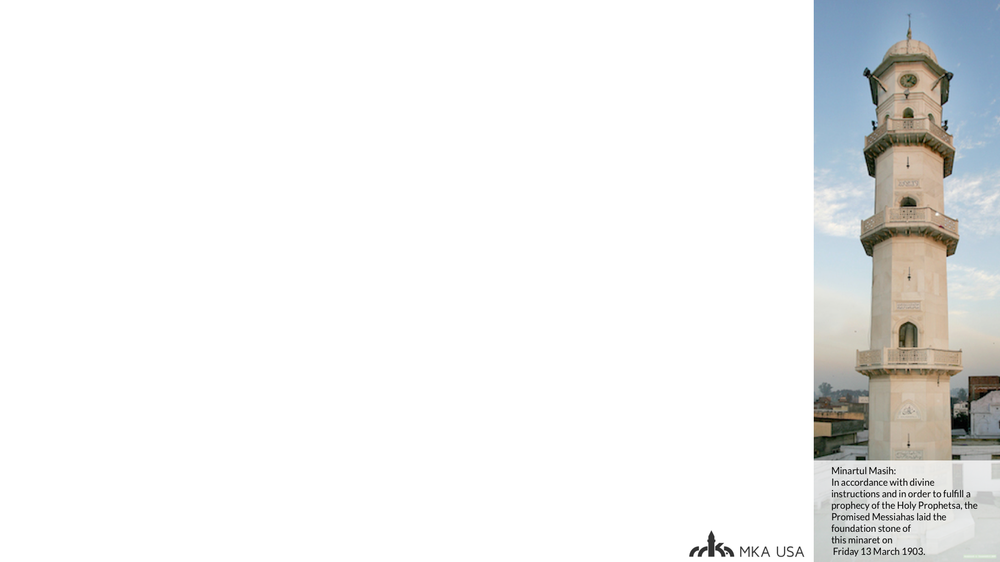 Minartul Masih:
In accordance with divine
instructions and in order to fulfill a
prophecy of the Holy Prophetsa, the
Promised Messiahas laid the
foundation stone of
this minaret on
Friday 13 March 1903.
MKA USA